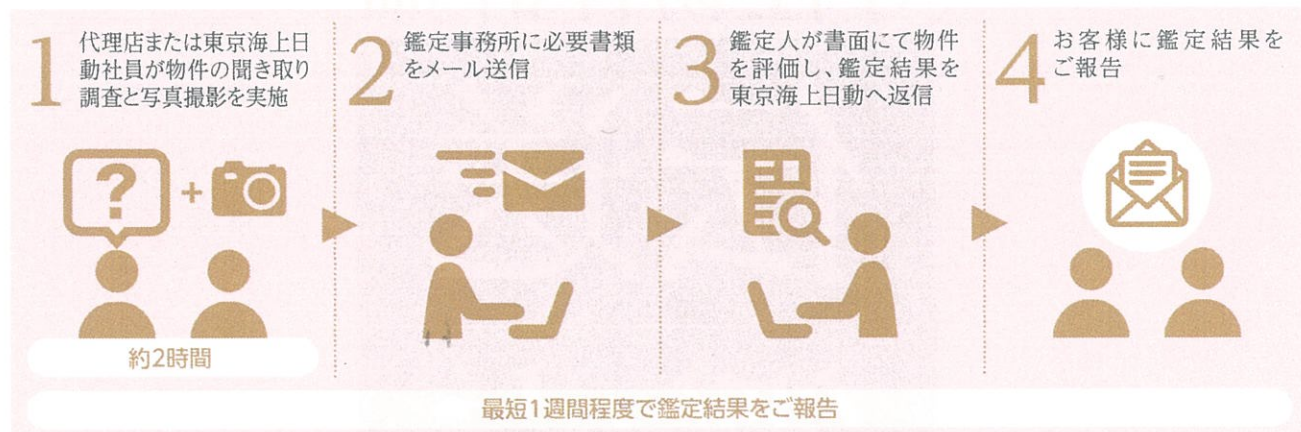 1
代理店または東京海上日
動社員が物件の聞き取り
調査と写真撮影を実施
?
+
約2時間
2
鑑定事務所に必要書類
をメール送信
3
鑑定人が書面にて物件
を評価し、鑑定結果を
東京海上日動へ返信
4
お客様に鑑定結果を
ご報告
最短1週間程度で鑑定結果をご報告